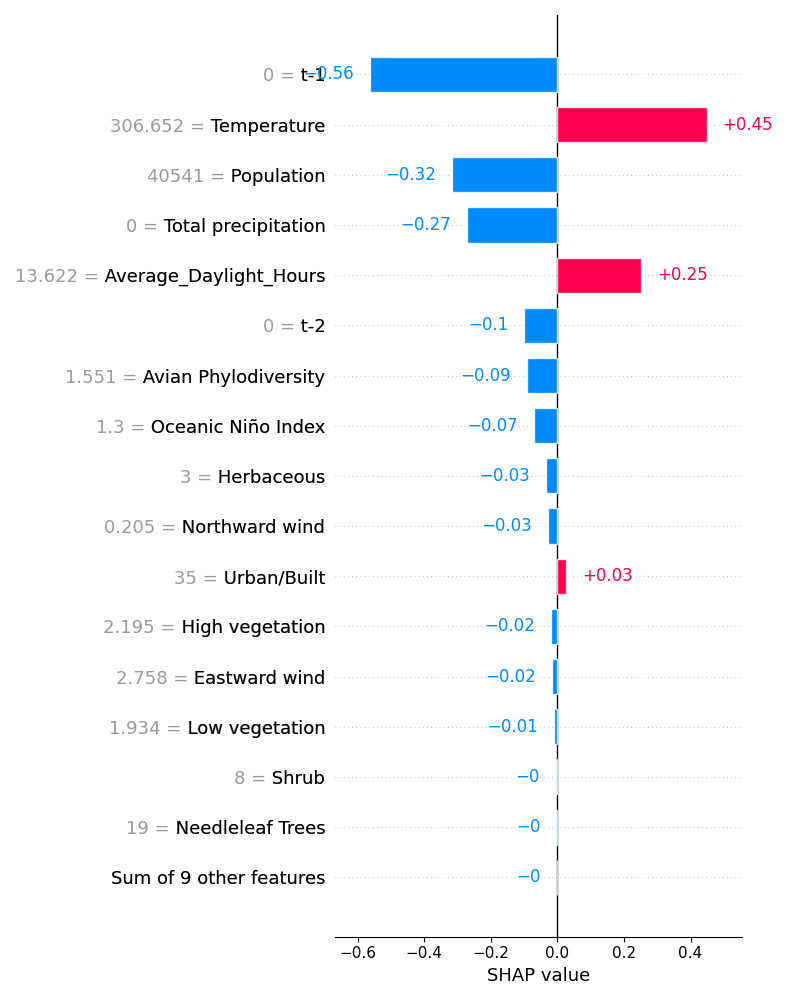 0 = t-1 −0.56
306.652 = Temperature +0.45
40541 = Population −0.32
0 = Total precipitation −0.27
13.622 = Average_Daylight_Hours +0.25
0 = t-2 −0.1
1.551 = Avian Phylodiversity −0.09
1.3 = Oceanic Niño Index −0.07
3 = Herbaceous −0.03
0.205 = Northward wind −0.03
35 = Urban/Built +0.03
2.195 = High vegetation −0.02
2.758 = Eastward wind −0.02
1.934 = Low vegetation −0.01
8 = Shrub −0
19 = Needleleaf Trees −0
Sum of 9 other features −0
−0.6 −0.4 −0.2 0.0 0.2 0.4
SHAP value